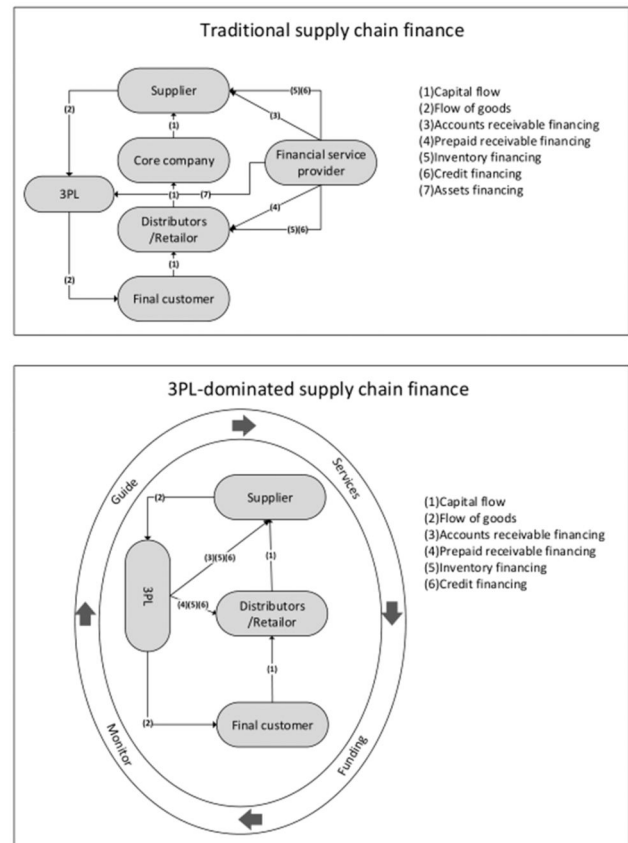 Traditional supply chain finance
Supplier
Core company
3PL
Distributors
/Retailor
Final customer
Financial service
provider
(2)
(1)
(5)(6)
(3)
(1)
(7)
(4)
(5)(6)
(1)
(2)
(1)Capital flow
(2)Flow of goods
(3)Accounts receivable financing
(4)Prepaid receivable financing
(5)Inventory financing
(6)Credit financing
(7)Assets financing
3PL-dominated supply chain finance
Guide
Services
Monitor
Funding
Supplier
3PL
Distributors
/Retailor
Final customer
(2)
(3)(5)(6)
(1)
(4)(5)(6)
(1)
(2)
(1)Capital flow
(2)Flow of goods
(3)Accounts receivable financing
(4)Prepaid receivable financing
(5)Inventory financing
(6)Credit financing